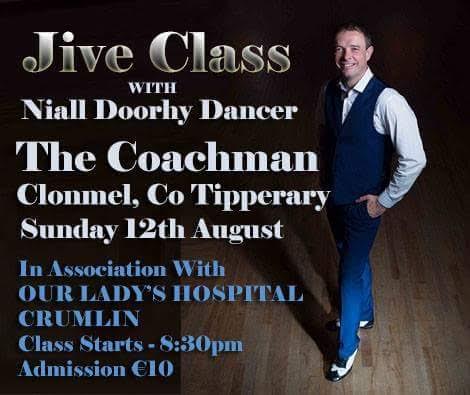 Jive Class
WITH
Niall Doorhy Dancer
The Coachman
Clonmel, Co Tipperary
Sunday 12th August
In Association With
OUR LADY'S HOSPITAL
CRUMLIN
Class Starts - 8:30pm
Admission €10